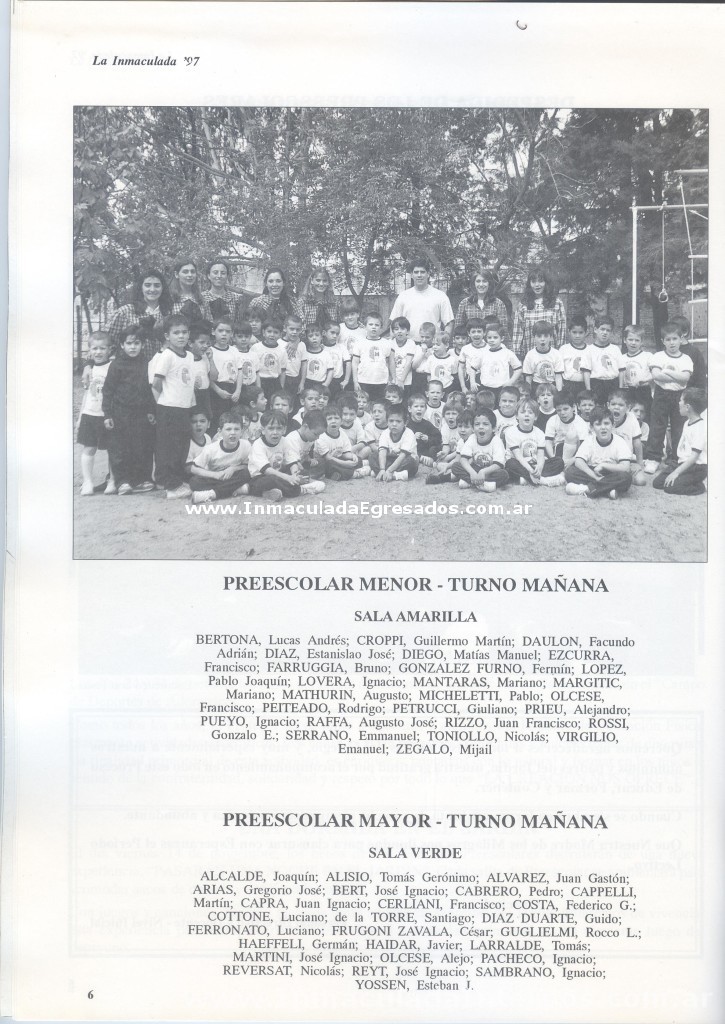 La Inmaculada '97
www.InmaculadaEgresados.com.ar
PREESCOLAR MENOR - TURNO MAÑANA
SALA AMARILLA
BERTONA, Lucas Andrés; CROPPI, Guillermo Martín; DAULON, Facundo
Adrián; DIAZ, Estanislao José; DIEGO, Matías Manuel; EZCURRA,
Francisco; FARRUGGIA, Bruno; GONZALEZ FURNO, Fermín; LOPEZ,
Pablo Joaquín; LOVERA, Ignacio; MANTARAS, Mariano; MARGITIC,
Mariano; MATHURIN, Augusto; MICHELETTI, Pablo; OLCESE,
Francisco; PEITEADO, Rodrigo; PETRUCCI, Giuliano; PRIEU, Alejandro;
PUEYO, Ignacio; RAFFA, Augusto José; RIZZO, Juan Francisco; ROSSI,
Gonzalo E.; SERRANO, Emmanuel; TONIOLLO, Nicolás; VIRGILIO,
Emanuel; ZEGALO, Mijail
PREESCOLAR MAYOR - TURNO MAÑANA
SALA VERDE
ALCALDE, Joaquín; ALISIO, Tomás Gerónimo; ALVAREZ, Juan Gastón;
ARIAS, Gregorio José; BERT, José Ignacio; CABRERO, Pedro; CAPPELLI,
Martín; CAPRA, Juan Ignacio; CERLIANI, Francisco; COSTA, Federico G.;
COTTONE, Luciano; de la TORRE, Santiago; DIAZ DUARTE, Guido;
FERRONATO, Luciano; FRUGONI ZAVALA, César; GUGLIELMI, Rocco L.;
HAEFFELI, Germán; HAIDAR, Javier; LARRALDE, Tomás;
MARTINI, José Ignacio; OLCESE, Alejo; PACHECO, Ignacio;
REVERSAT, Nicolás; REYT, José Ignacio; SAMBRANO, Ignacio;
YOSSEN, Esteban J.
6